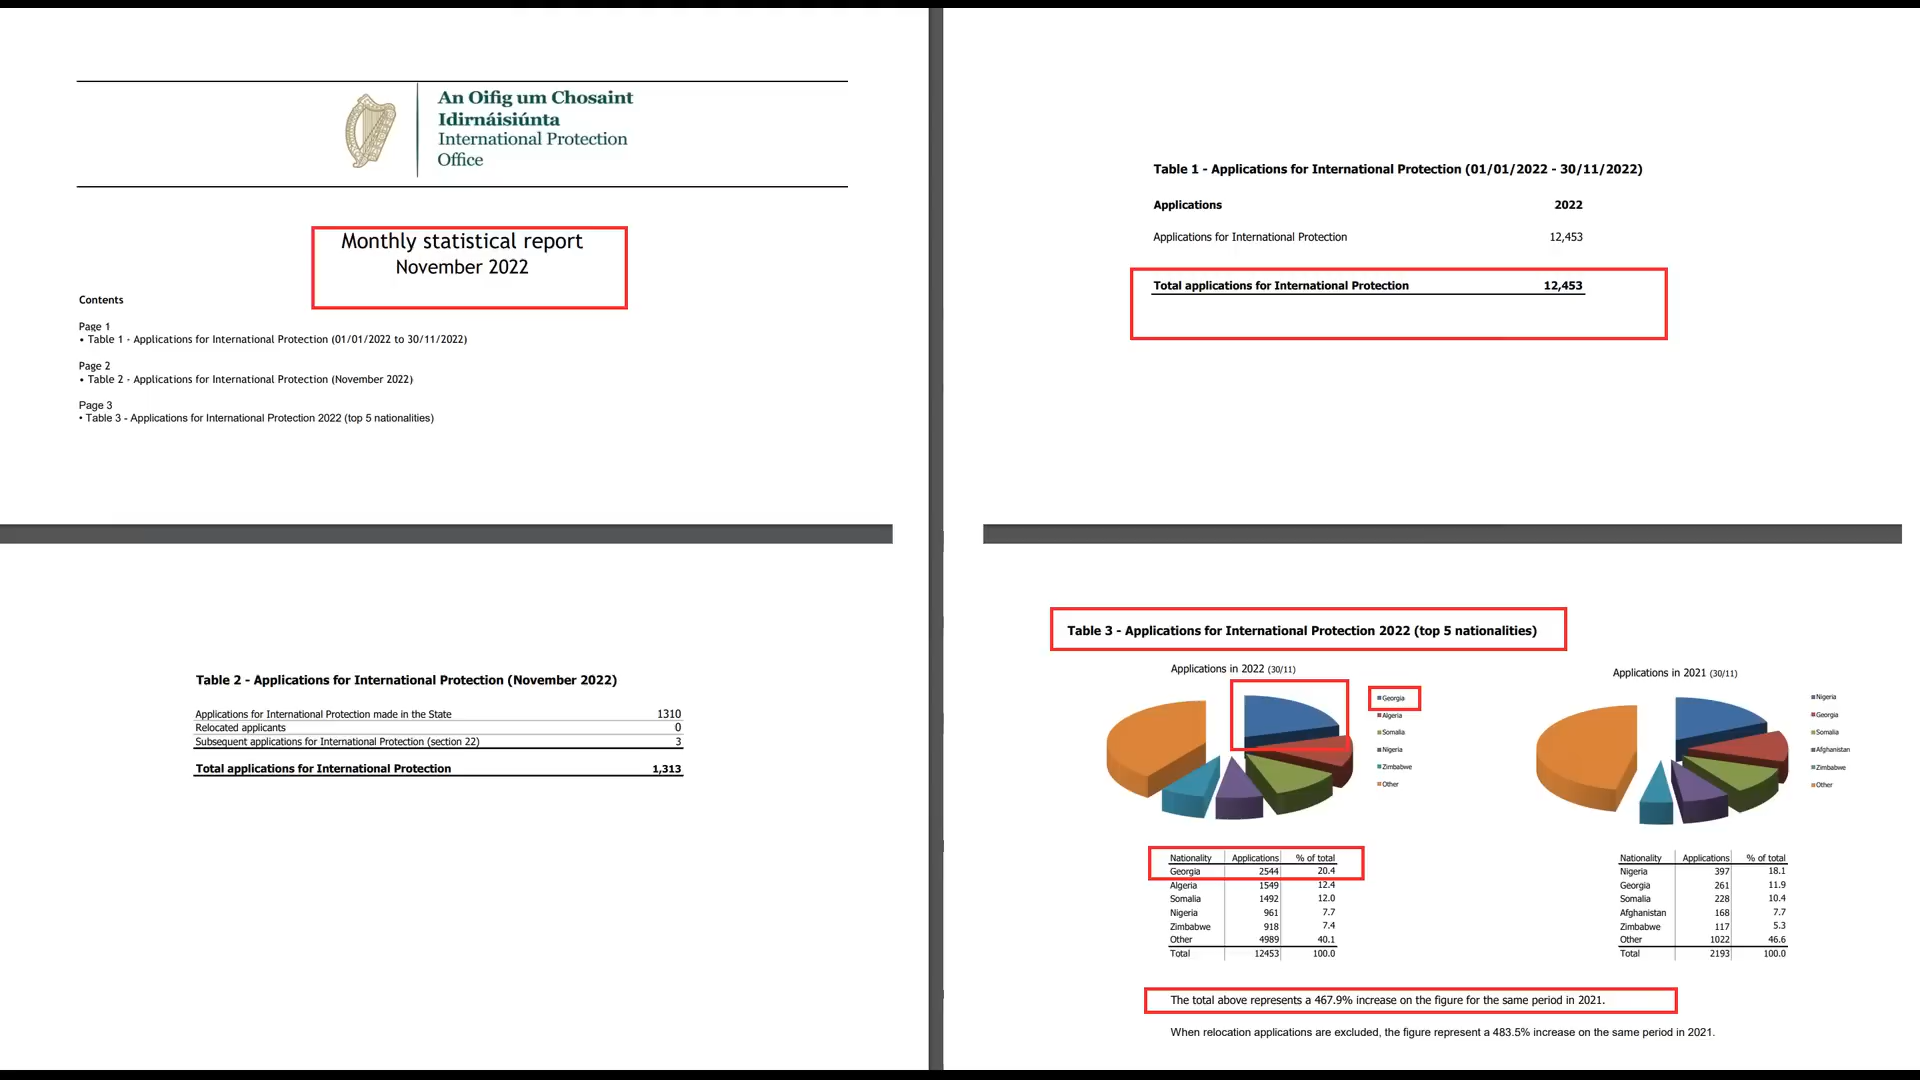 An Oifig um Chosaint
Idirnáisiúnta
International Protection
Office
Monthly statistical report
November 2022
Contents
Page 1
• Table 1 - Applications for International Protection (01/01/2022 to 30/11/2022)
Page 2
• Table 2 - Applications for International Protection (November 2022)
Page 3
• Table 3 - Applications for International Protection 2022 (top 5 nationalities)
Table 1 - Applications for International Protection (01/01/2022 - 30/11/2022)
Applications 2022
Applications for International Protection 12,453
Total applications for International Protection 12,453
Table 2 - Applications for International Protection (November 2022)
Applications for International Protection made in the State 1310
Relocated applicants 0
Subsequent applications for International Protection (section 22) 3
Total applications for International Protection 1,313
Table 3 - Applications for International Protection 2022 (top 5 nationalities)
Applications in 2022 (30/11)
Georgia
Algeria
Somalia
Nigeria
Zimbabwe
Other
Nationality Applications % of total
Georgia 2544 20.4
Algeria 1549 12.4
Somalia 1492 12.0
Nigeria 961 7.7
Zimbabwe 918 7.4
Other 4989 40.1
Total 12453 100.0
Applications in 2021 (30/11)
Nigeria
Georgia
Somalia
Afghanistan
Zimbabwe
Other
Nationality Applications % of total
Nigeria 397 18.1
Georgia 261 11.9
Somalia 228 10.4
Afghanistan 168 7.7
Zimbabwe 117 5.3
Other 1022 46.6
Total 2193 100.0
The total above represents a 467.9% increase on the figure for the same period in 2021.
When relocation applications are excluded, the figure represent a 483.5% increase on the same period in 2021.